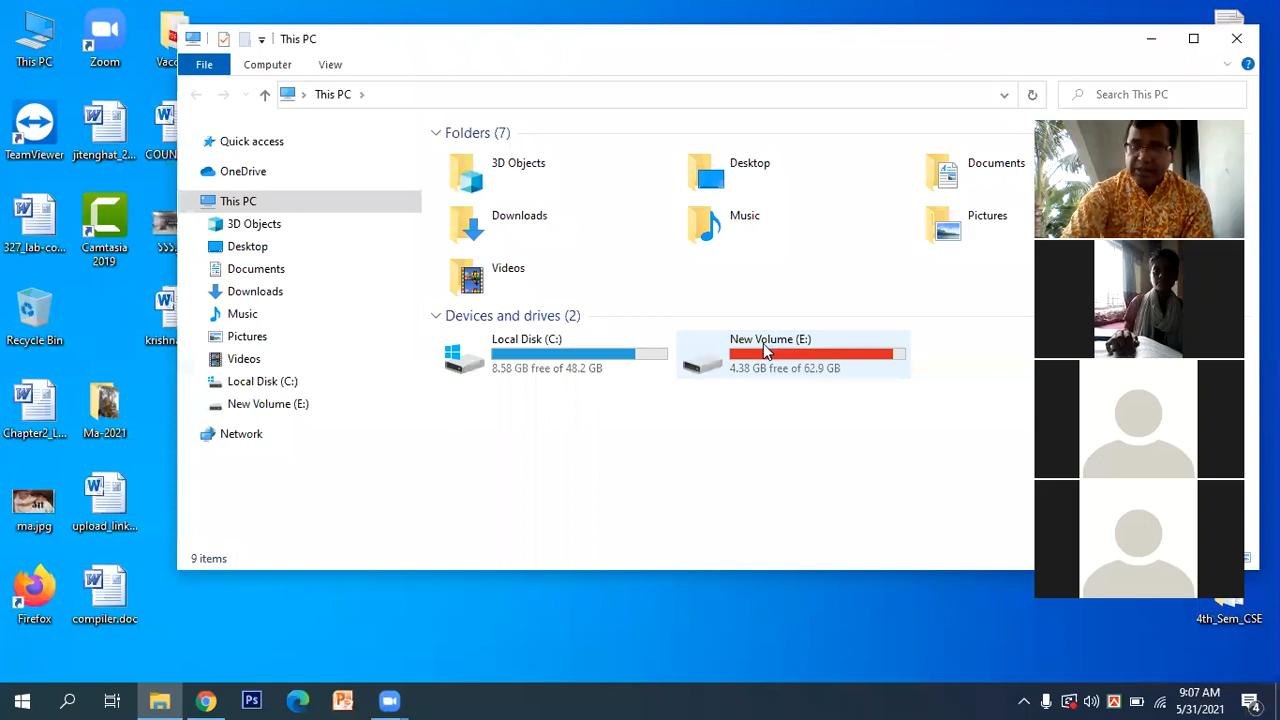 This PC
File
Computer
View
This PC
Search This PC
Quick access
OneDrive
This PC
3D Objects
Desktop
Documents
Downloads
Music
Pictures
Videos
Local Disk (C:)
New Volume (E:)
Network
Folders (7)
3D Objects
Desktop
Documents
Downloads
Music
Pictures
Videos
Devices and drives (2)
Local Disk (C:)
8.58 GB free of 48.2 GB
New Volume (E:)
4.38 GB free of 62.9 GB
9 items
This PC
Zoom
Vacc
TeamViewer
jitenghat_2...
COUN
327_lab-co...
Camtasia
2019
Recycle Bin
krishna
Chapter2_L...
Ma-2021
ma.jpg
upload_link...
Firefox
compiler.doc
4th_Sem_CSE
Ps
9:07 AM
5/31/2021
4